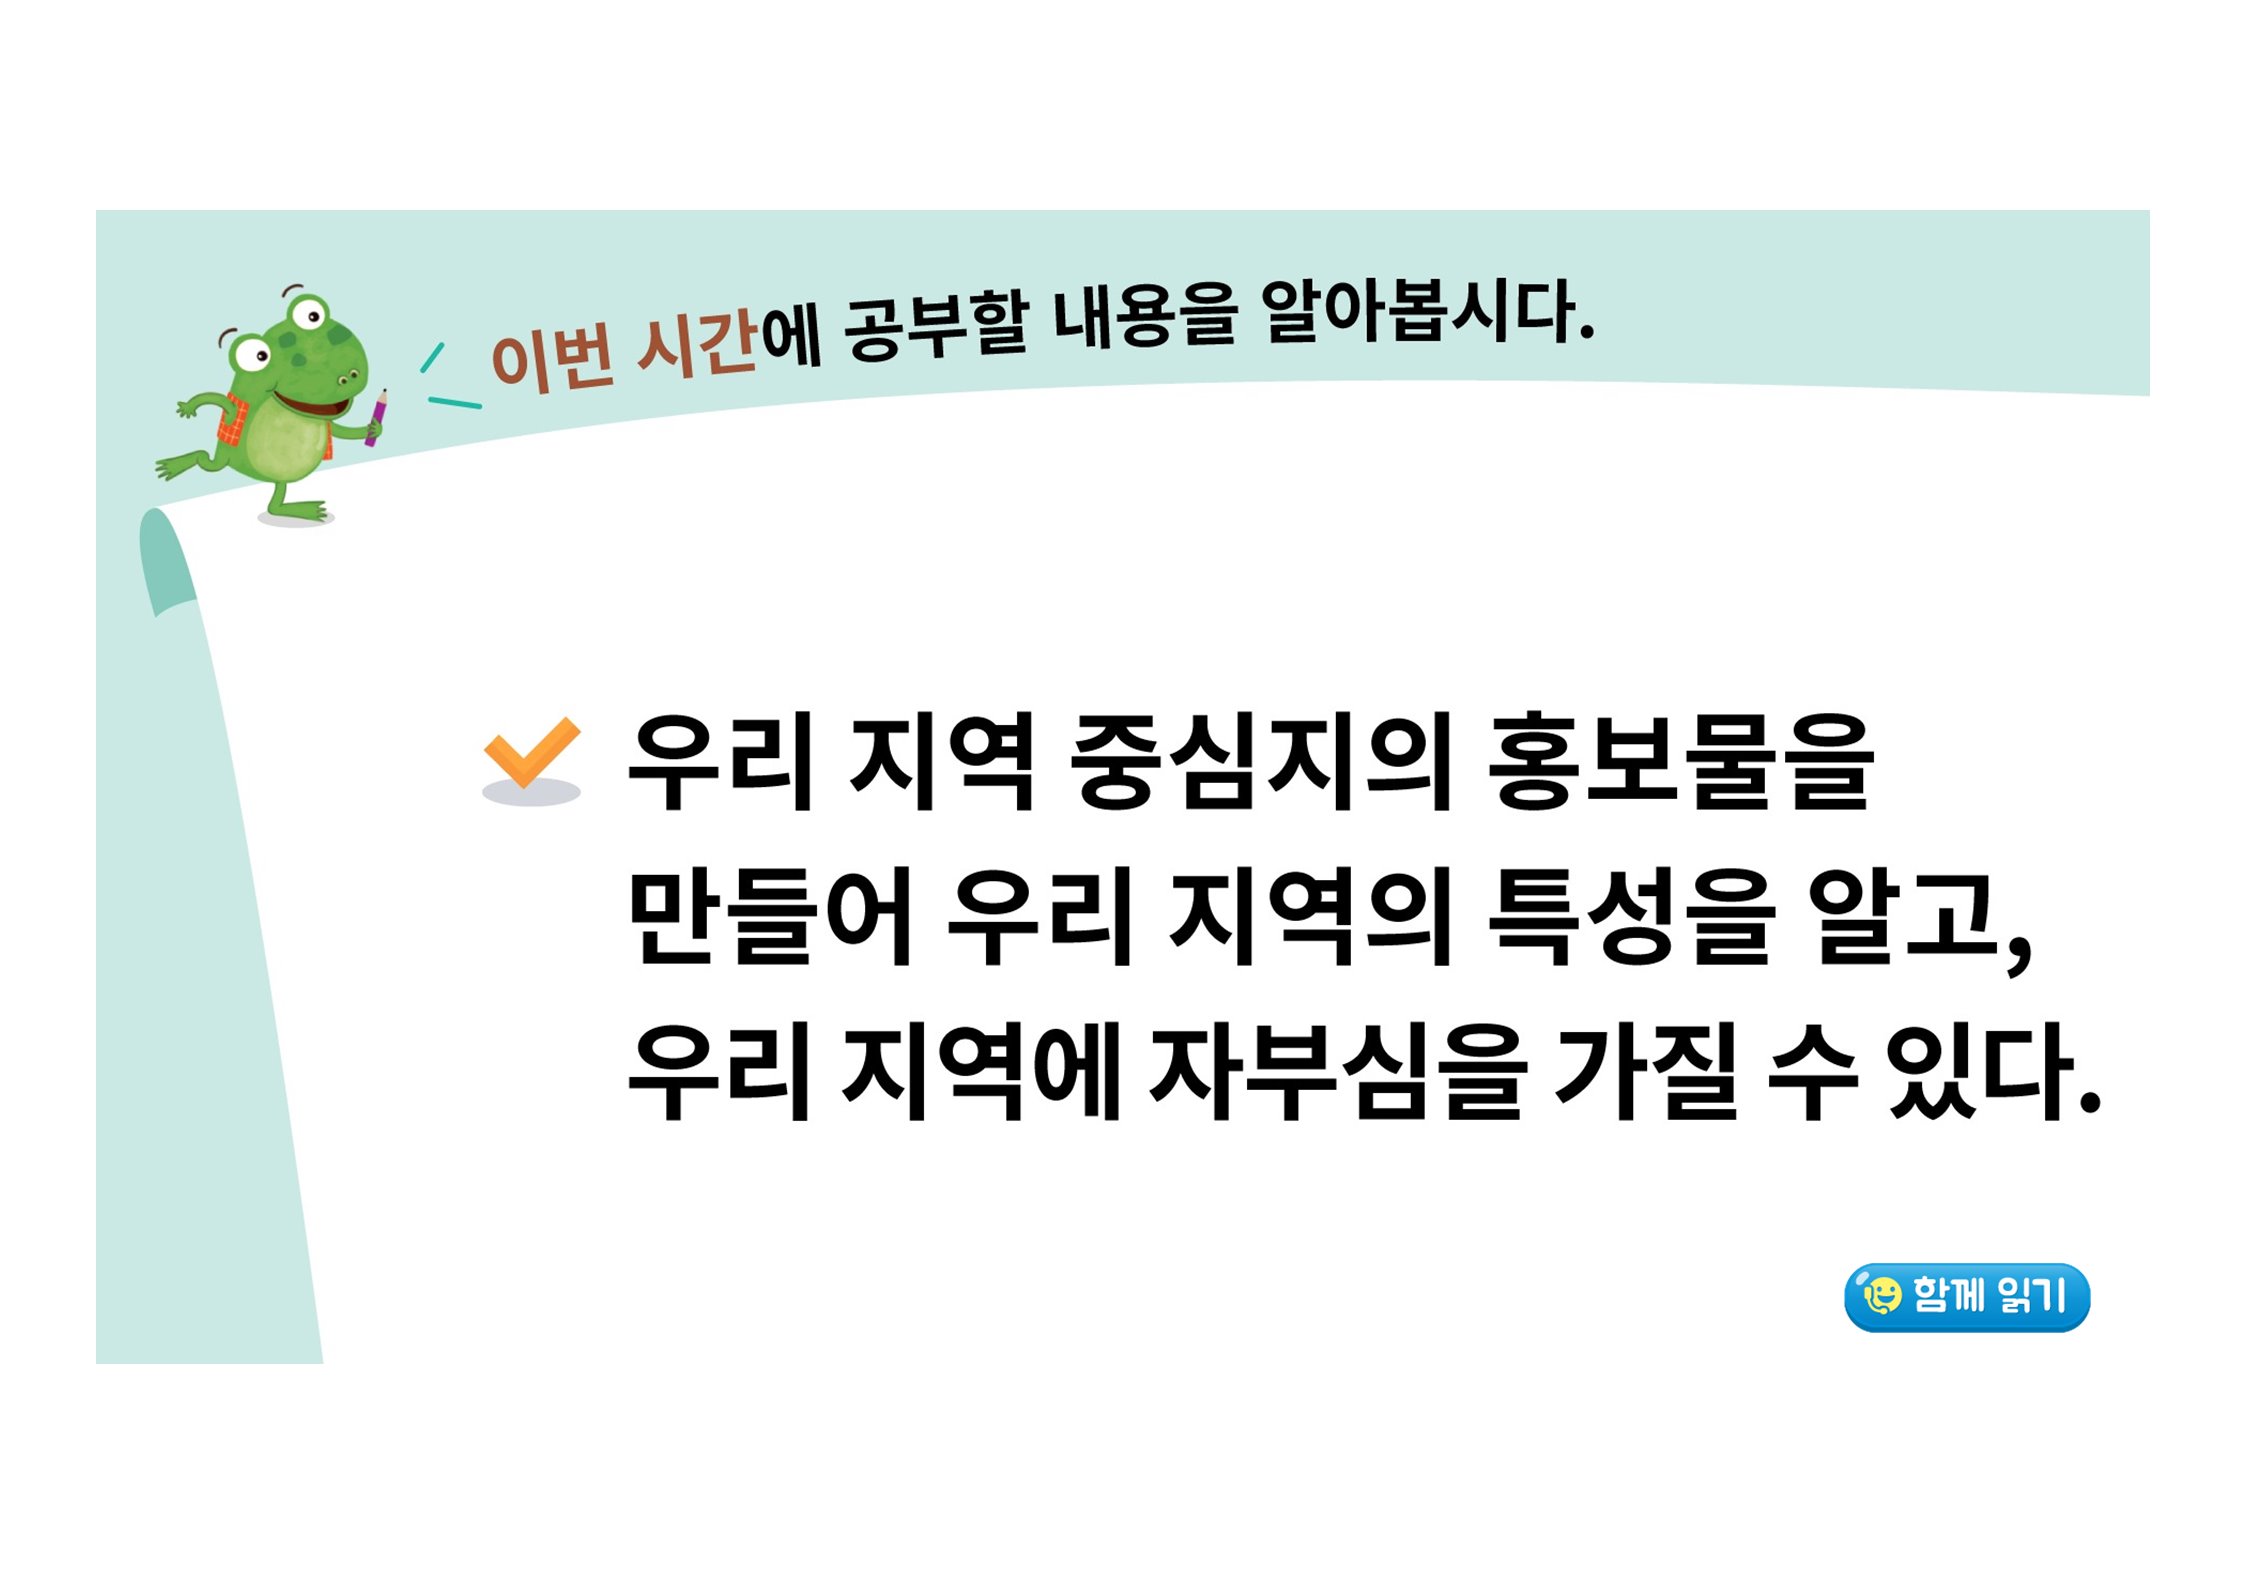 이번 시간에 공부할 내용을 알아봅시다.
우리 지역 중심지의 홍보물을
만들어 우리 지역의 특성을 알고,
우리 지역에 자부심을 가질 수 있다.
함께 읽기